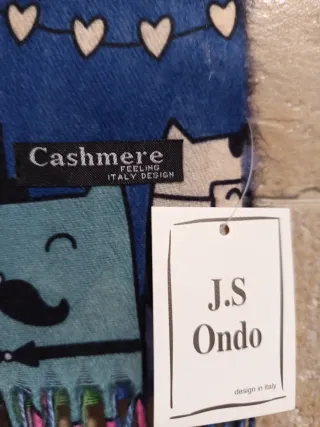 Cashmere
FEELING
ITALY DESIGN
J.S
Ondo
design in Italy